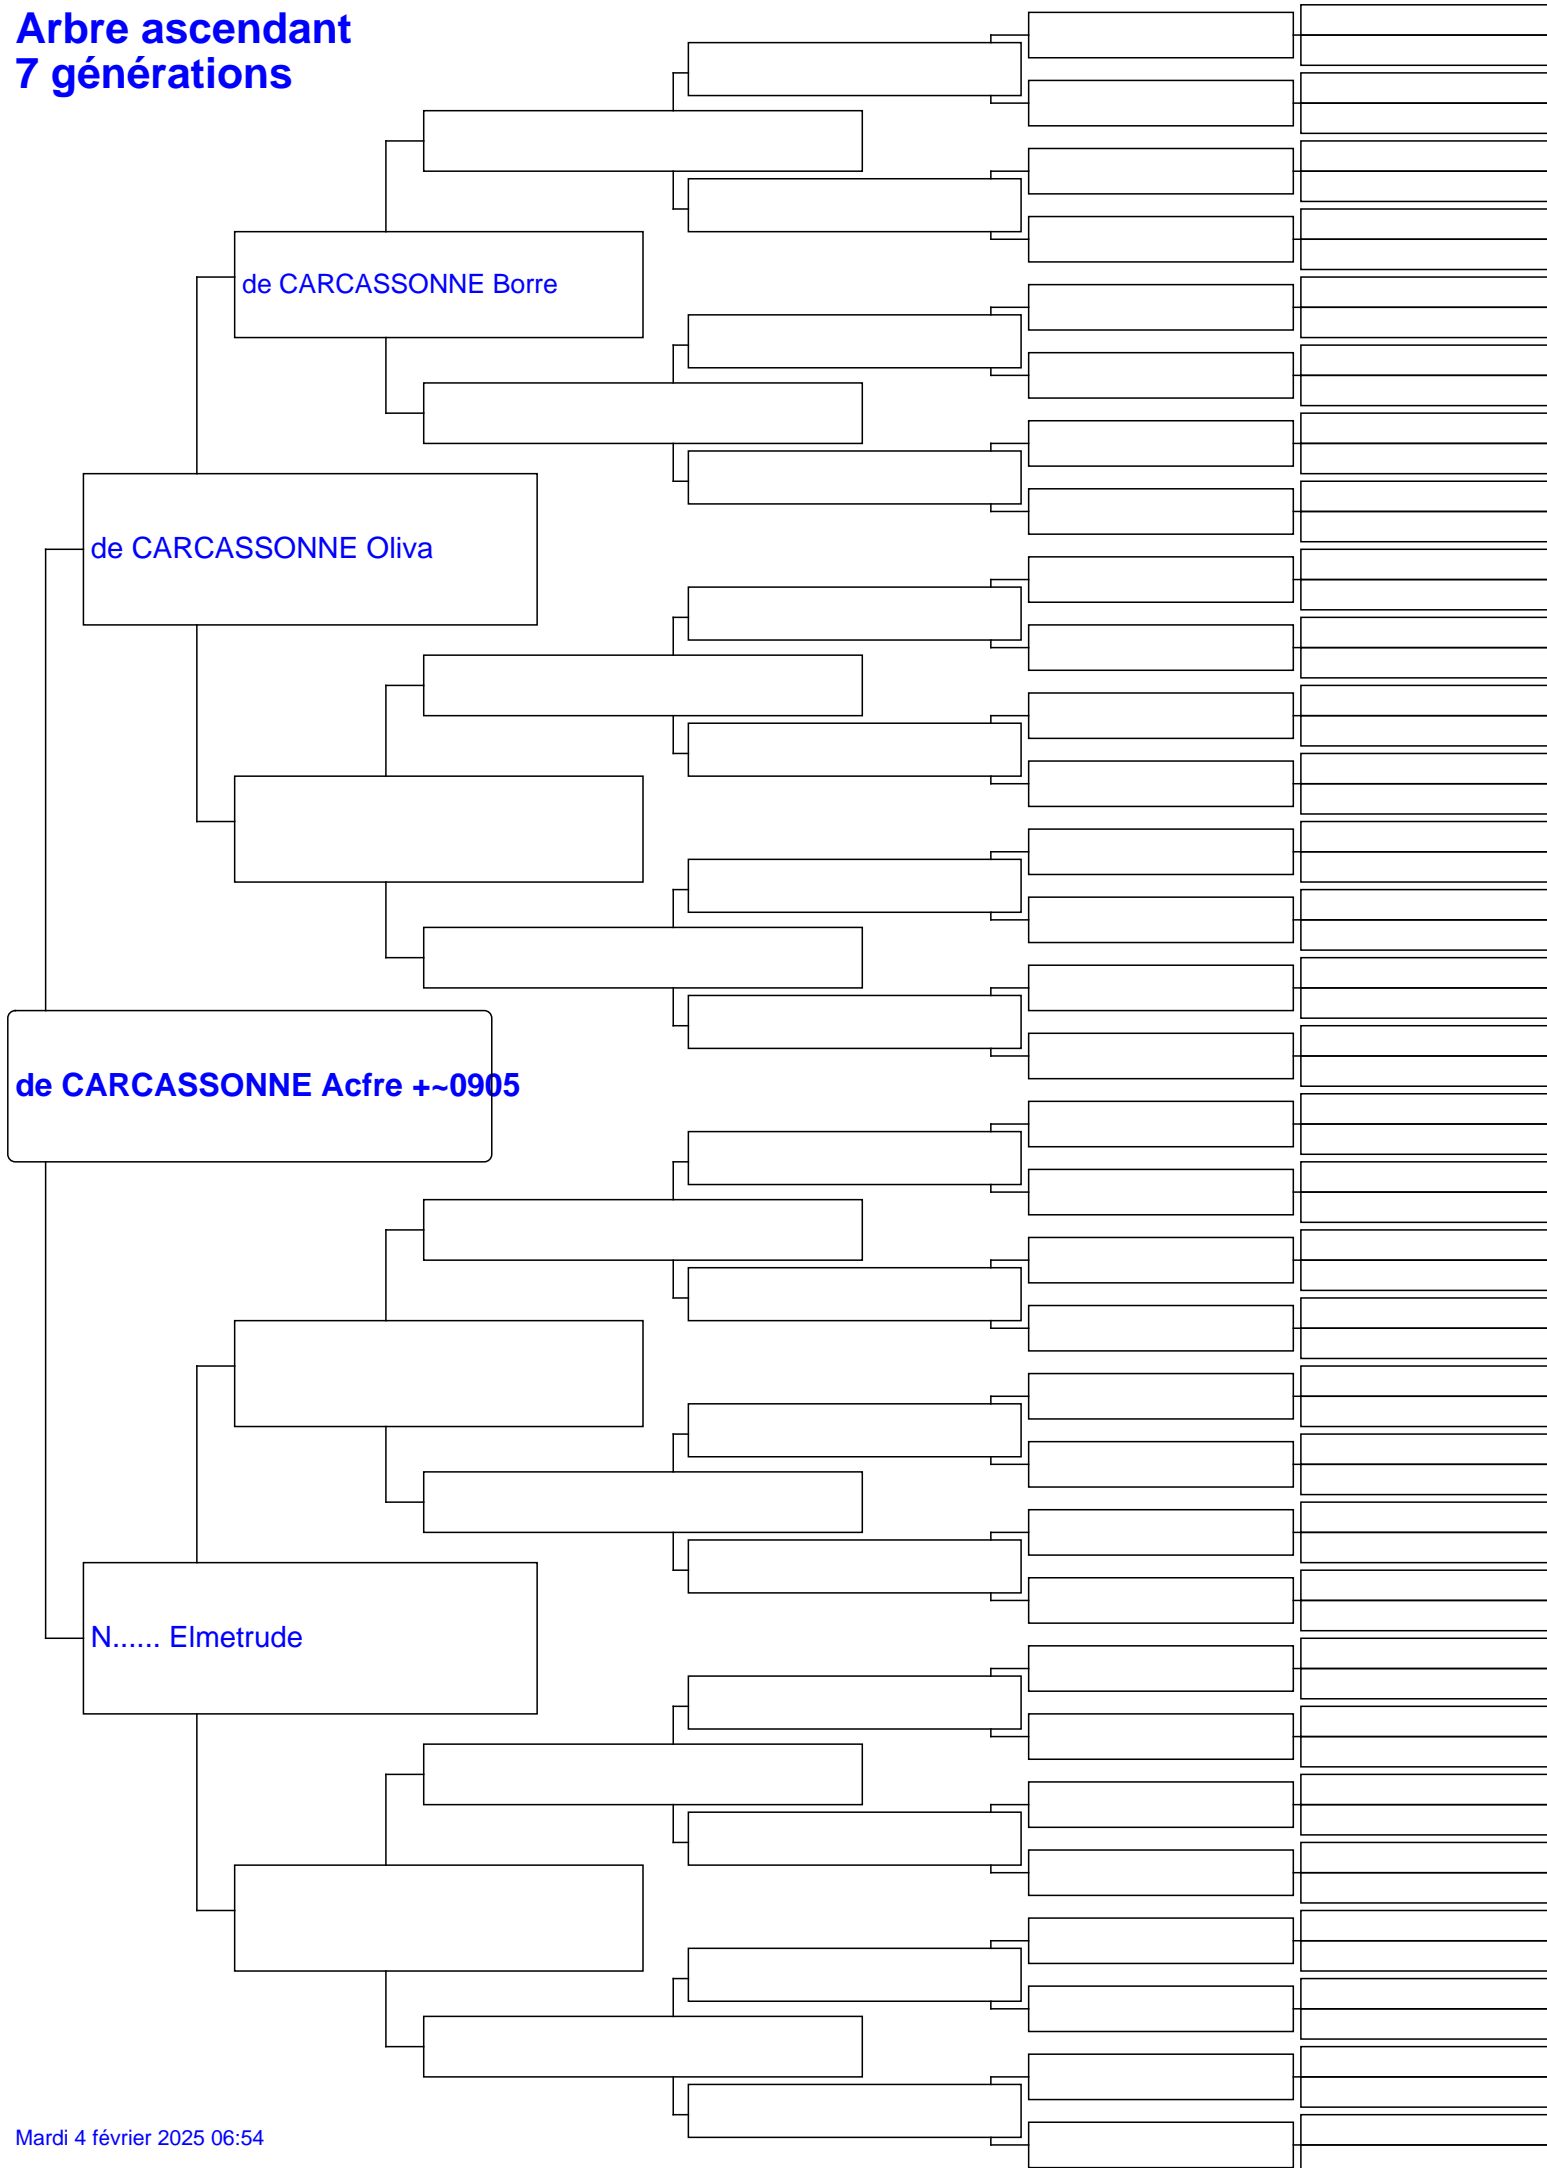 Arbre ascendant
7 générations
de CARCASSONNE Borre
de CARCASSONNE Oliva
de CARCASSONNE Acfre +~0905
N...... Elmetrude
Mardi 4 février 2025 06:54